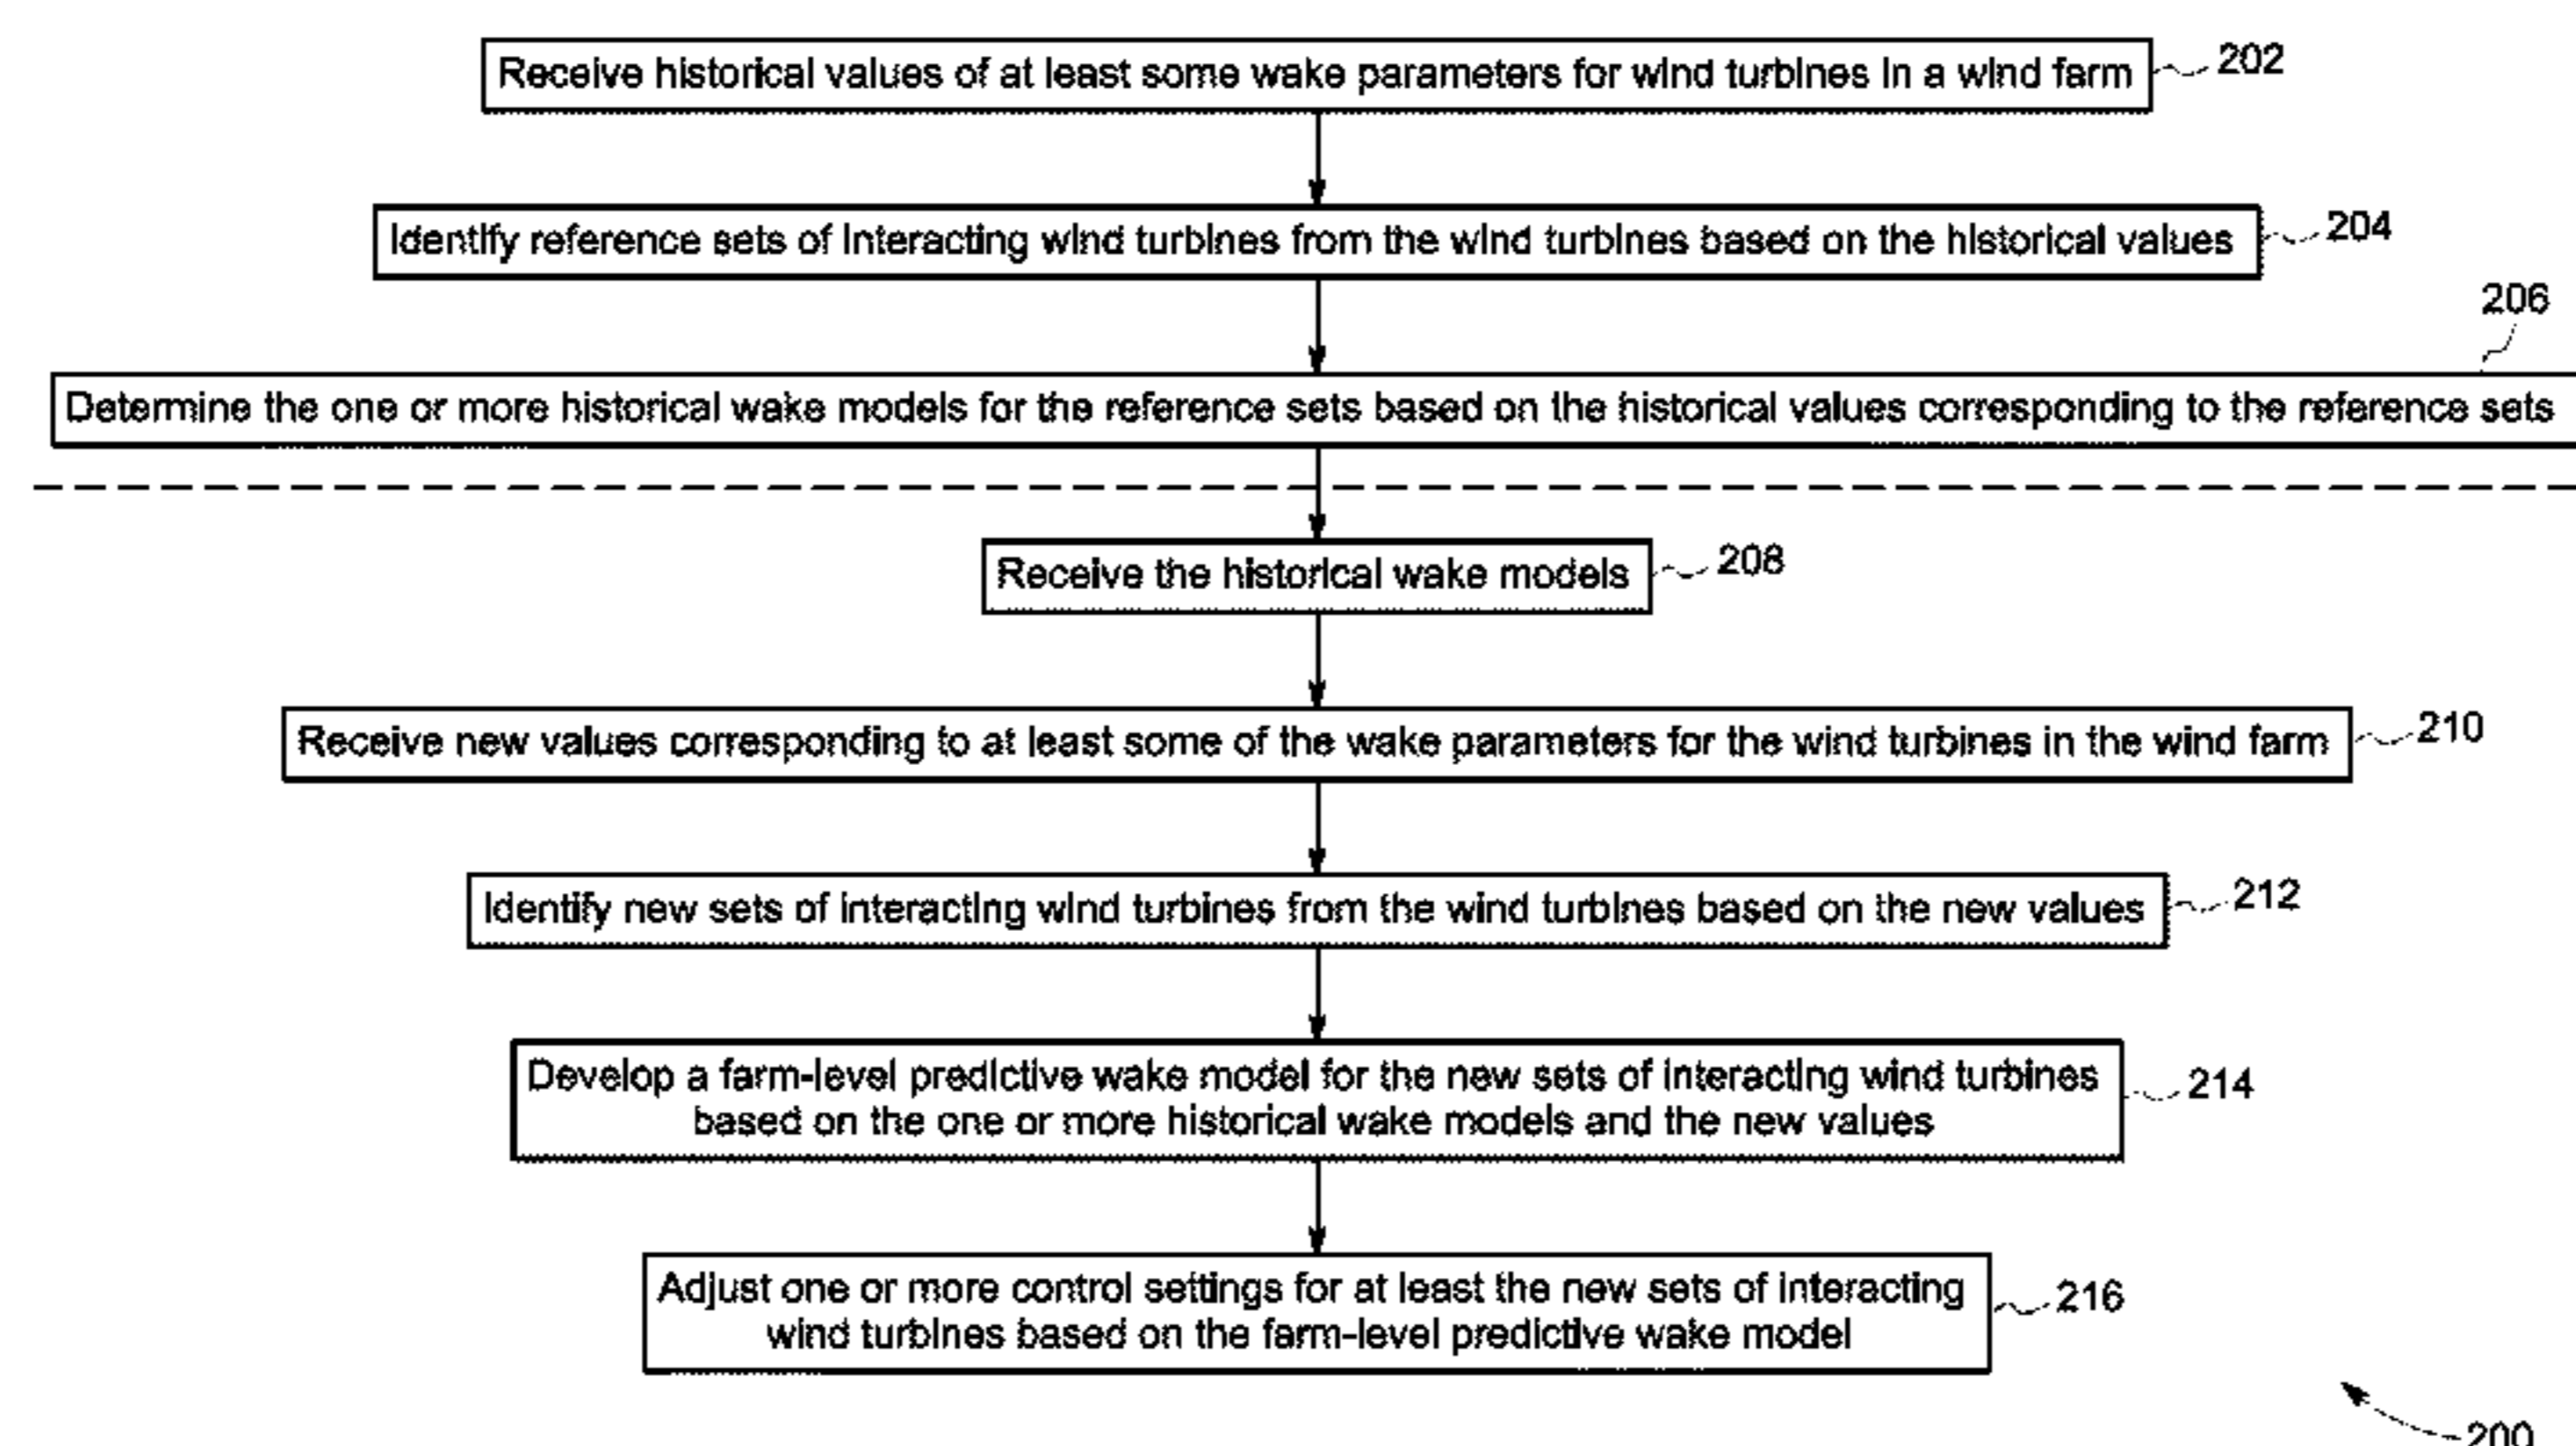 Receive historical values of at least some wake parameters for wind turbines in a wind farm
202
Identify reference sets of interacting wind turbines from the wind turbines based on the historical values
204
206
Determine the one or more historical wake models for the reference sets based on the historical values corresponding to the reference sets
Receive the historical wake models
208
Receive new values corresponding to at least some of the wake parameters for the wind turbines in the wind farm
210
Identify new sets of interacting wind turbines from the wind turbines based on the new values
212
Develop a farm-level predictive wake model for the new sets of interacting wind turbines
based on the one or more historical wake models and the new values
214
Adjust one or more control settings for at least the new sets of interacting
wind turbines based on the farm-level predictive wake model
216
200